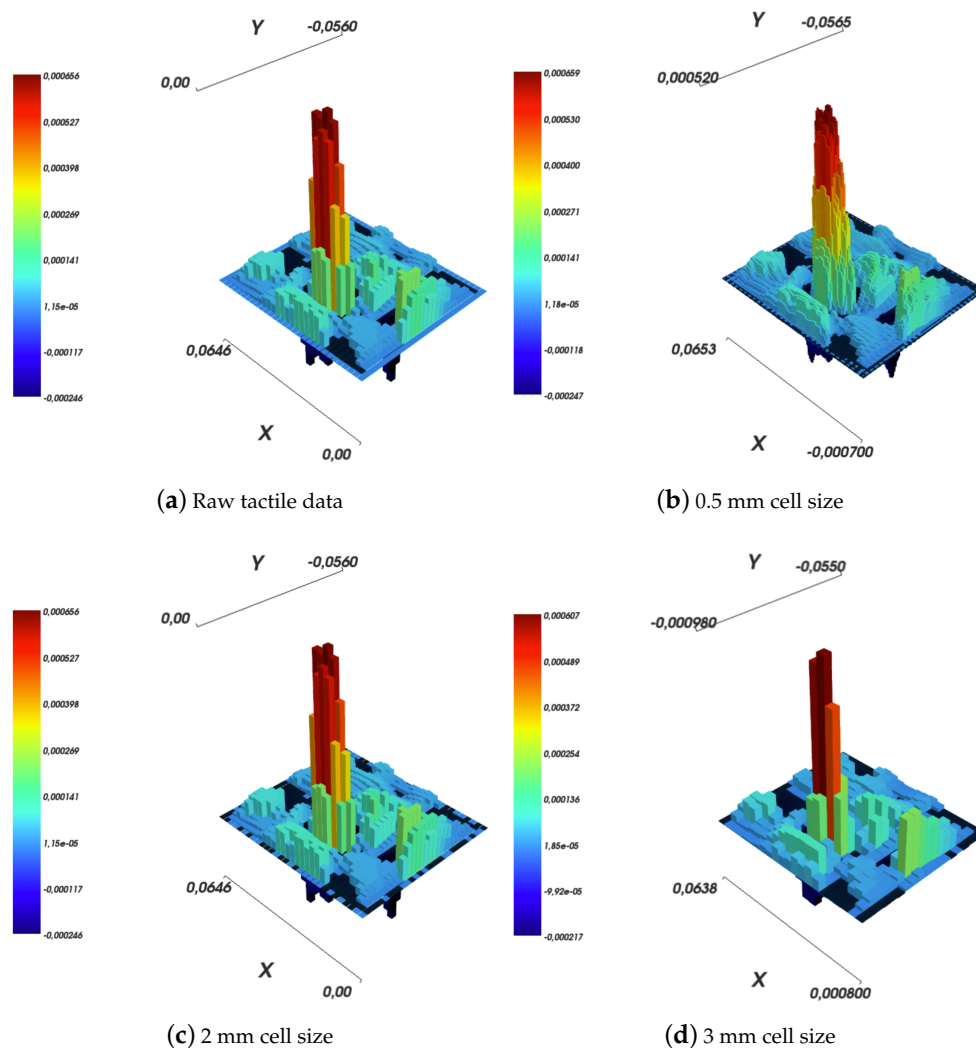 Y -0,0560
0,00
0,000656
0,000527
0,000398
0,000269
0,000141
1,15e-05
-0,000117
-0,000246
0,0646
X
0,00
(a) Raw tactile data
Y -0,0565
0,000520
0,000659
0,000530
0,000400
0,000271
0,000141
1,18e-05
-0,000118
-0,000247
0,0653
X
-0,000700
(b) 0.5 mm cell size
Y -0,0560
0,00
0,000656
0,000527
0,000398
0,000269
0,000141
1,15e-05
-0,000117
-0,000246
0,0646
X
0,00
(c) 2 mm cell size
Y -0,0550
-0,000980
0,000607
0,000489
0,000372
0,000254
0,000136
1,85e-05
-9,92e-05
-0,000217
0,0638
X
0,000800
(d) 3 mm cell size